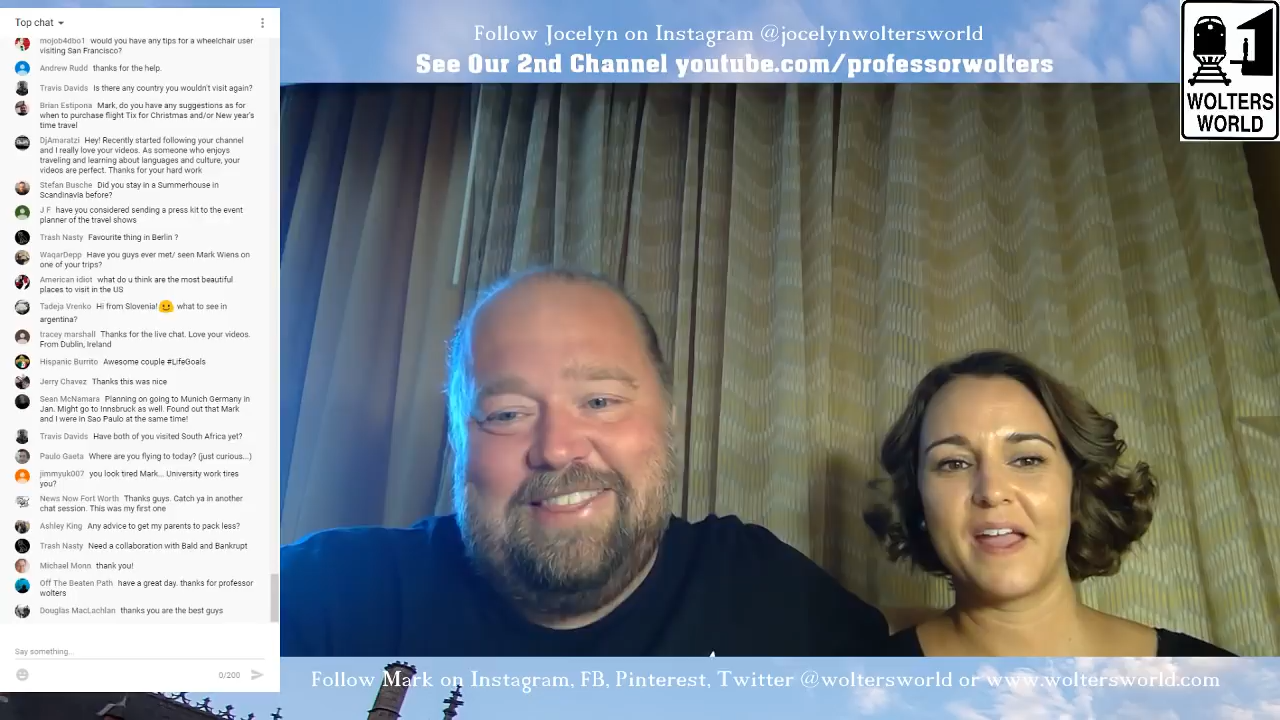 Top chat
mojob4dbo1 would you have any tips for a wheelchair user
visiting San Francisco?
Andrew Rudd thanks for the help.
Travis Davids Is there any country you wouldn't visit again?
Brian Estipona Mark, do you have any suggestions as for
when to purchase flight Tix for Christmas and/or New year's
time travel
DjAmaratzi Hey! Recently started following your channel
and I really love your videos. As someone who enjoys
traveling and learning about languages and culture, your
videos are perfect. Thanks for your hard work
Stefan Busche Did you stay in a Summerhouse in
Scandinavia before?
J F have you considered sending a press kit to the event
planner of the travel shows
Trash Nasty Favourite thing in Berlin ?
WaqarDepp Have you guys ever met/ seen Mark Wiens on
one of your trips?
American idiot what do u think are the most beautiful
places to visit in the US
Tadeja Vrenko Hi from Slovenia! what to see in
argentina?
tracey marshall Thanks for the live chat. Love your videos.
From Dublin, Ireland
Hispanic Burrito Awesome couple #LifeGoals
Jerry Chavez Thanks this was nice
Sean McNamara Planning on going to Munich Germany in
Jan. Might go to Innsbruck as well. Found out that Mark
and I were in Sao Paulo at the same time!
Travis Davids Have both of you visited South Africa yet?
Paulo Gaeta Where are you flying to today? (just curious...)
jimmyuk007 you look tired Mark... University work tires
you?
News Now Fort Worth Thanks guys. Catch ya in another
chat session. This was my first one
Ashley King Any advice to get my parents to pack less?
Trash Nasty Need a collaboration with Bald and Bankrupt
Michael Monn thank you!
Off The Beaten Path have a great day. thanks for professor
wolters
Douglas MacLachlan thanks you are the best guys
Say something...
0/200
Follow Jocelyn on Instagram @jocelynwoltersworld
See Our 2nd Channel youtube.com/professorwolters
WOLTERS
WORLD
Follow Mark on Instagram, FB, Pinterest, Twitter @woltersworld or www.woltersworld.com